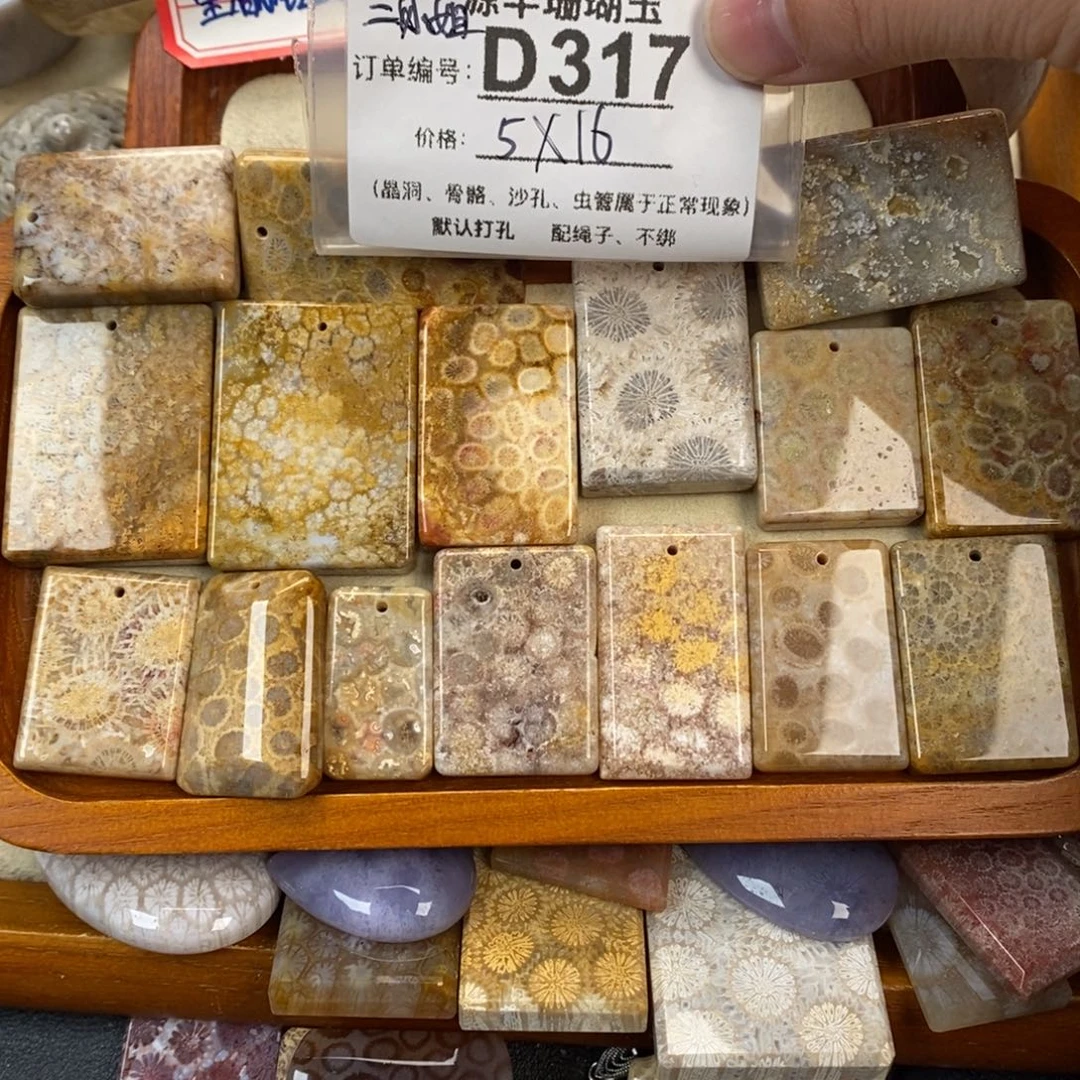 珊瑚玉
订单编号: D317
价格: 5X16
(晶洞、骨骼、沙孔、虫管属于正常现象)
默认打孔 配绳子、不绑